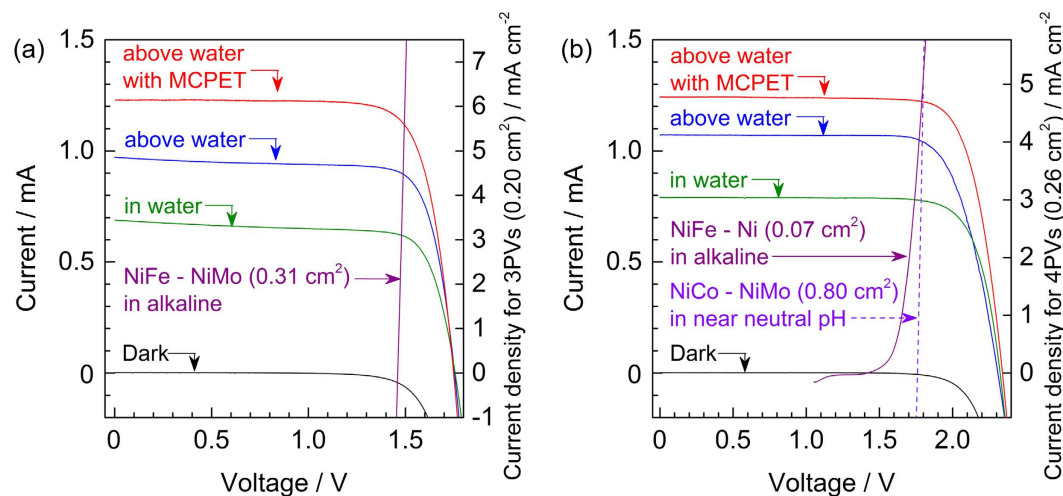 (a)
1.5
1.0
0.5
0
Current / mA
above water
with MCPET
above water
in water
NiFe - NiMo (0.31 cm²)
in alkaline
Dark
0 0.5 1.0 1.5
Voltage / V
7
6
5
4
3
2
1
0
-1
Current density for 3PVs (0.20 cm²) / mA cm⁻²
(b)
1.5
1.0
0.5
0
Current / mA
above water
with MCPET
above water
in water
NiFe - Ni (0.07 cm²)
in alkaline
NiCo - NiMo (0.80 cm²)
in near neutral pH
Dark
0 0.5 1.0 1.5 2.0
Voltage / V
5
4
3
2
1
0
Current density for 4PVs (0.26 cm²) / mA cm⁻²